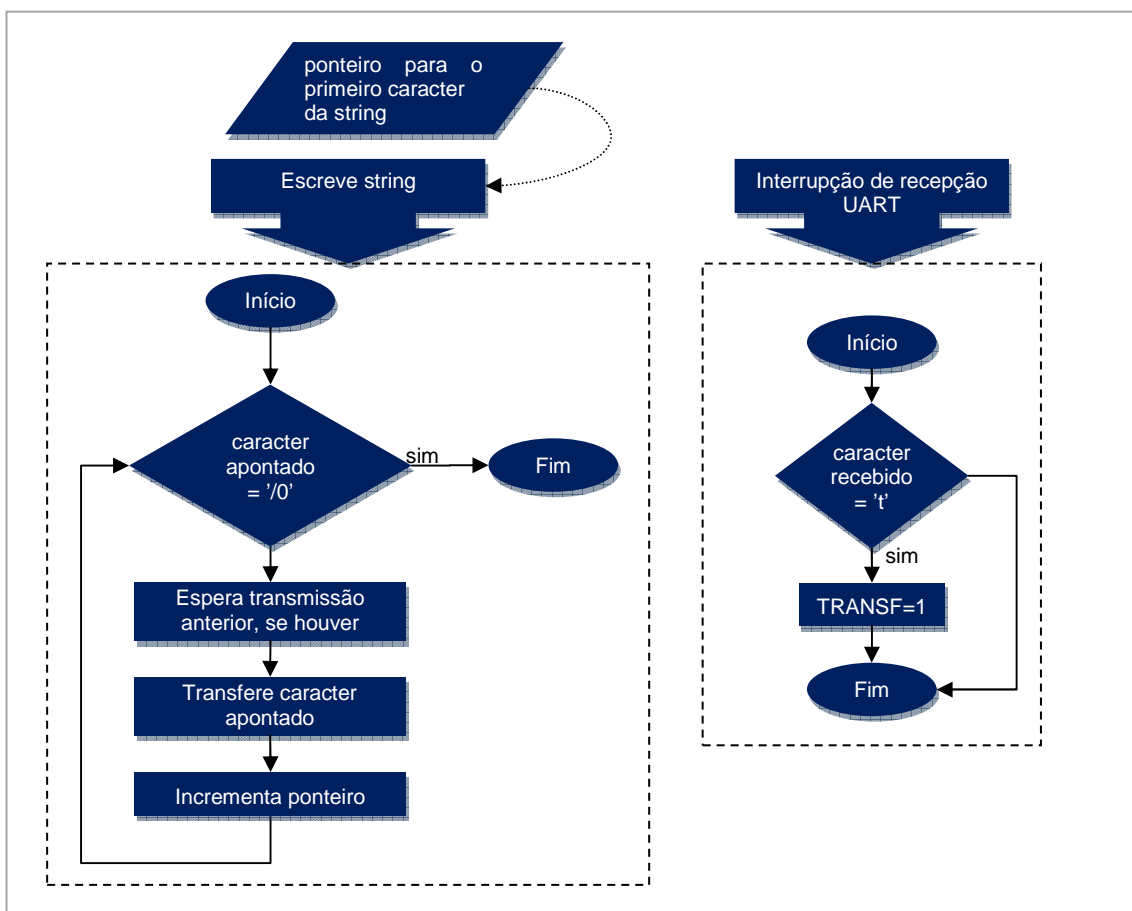 ponteiro para o
primeiro caracter
da string
Escreve string
Início
caracter
apontado
= '/0'
sim
Fim
Espera transmissão
anterior, se houver
Transfere caracter
apontado
Incrementa ponteiro
Interrupção de recepção
UART
Início
caracter
recebido
= 't'
sim
TRANSF=1
Fim